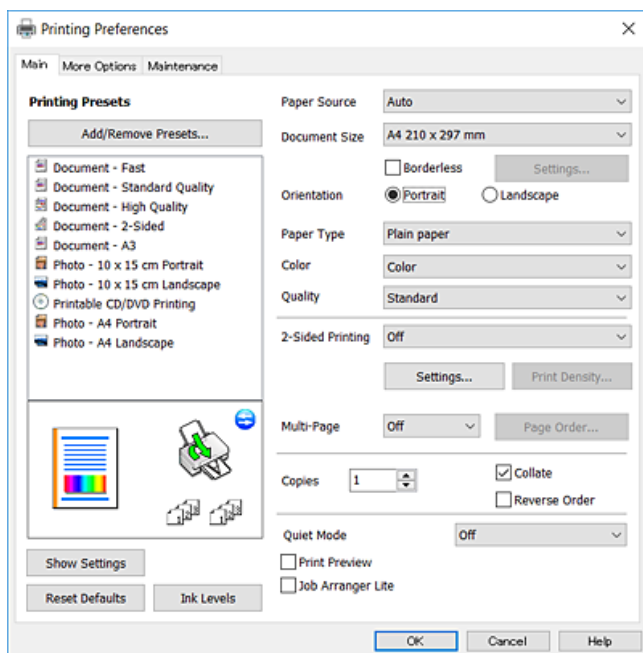 Printing Preferences
Main More Options Maintenance
Printing Presets
Add/Remove Presets...
Document - Fast
Document - Standard Quality
Document - High Quality
Document - 2-Sided
Document - A3
Photo - 10 x 15 cm Portrait
Photo - 10 x 15 cm Landscape
Printable CD/DVD Printing
Photo - A4 Portrait
Photo - A4 Landscape
Show Settings
Reset Defaults Ink Levels
Paper Source Auto
Document Size A4 210 x 297 mm
Borderless Settings...
Orientation Portrait Landscape
Paper Type Plain paper
Color Color
Quality Standard
2-Sided Printing Off
Settings... Print Density...
Multi-Page Off Page Order...
Copies 1 Collate
Reverse Order
Quiet Mode Off
Print Preview
Job Arranger Lite
OK Cancel Help